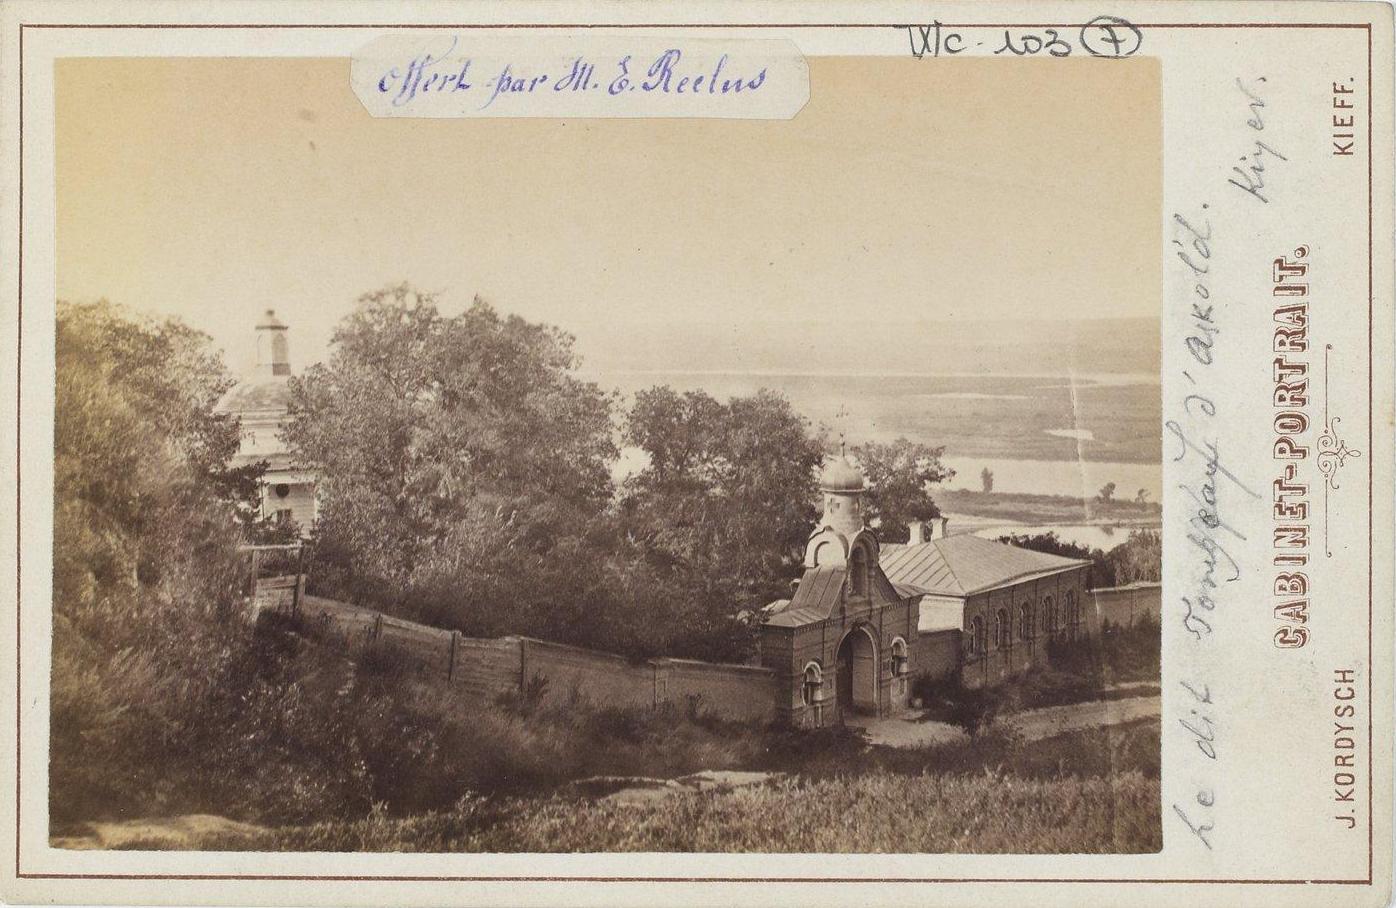 Offert par M. E. Reclus
IXc-103 (7)
Le dit Tombeau d'Askold.
Kiyev.
CABINET-PORTRAIT.
J. KORDYSCH KIEFF.